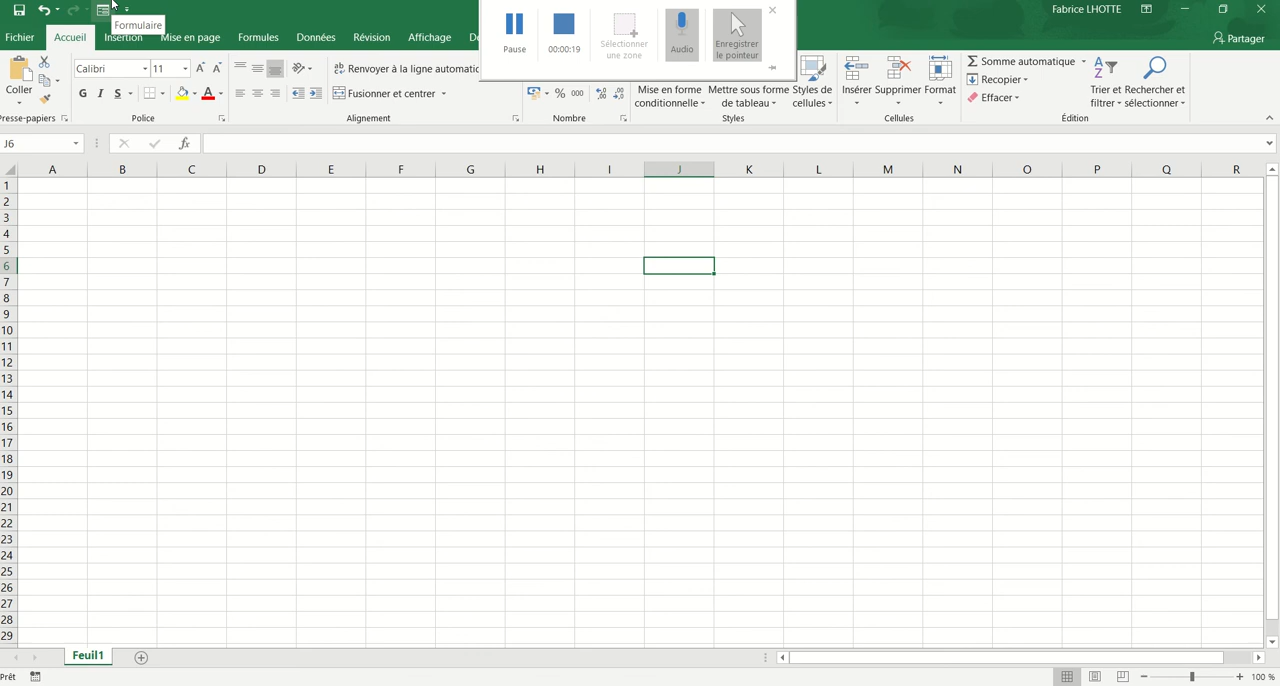 Fabrice LHOTTE
Formulaire
Fichier Accueil Insertion Mise en page Formules Données Révision Affichage Dé
Partager
Pause 00:00:19 Sélectionner une zone Audio Enregistrer le pointeur
Coller
Calibri 11
Renvoyer à la ligne automatic
G I S
Fusionner et centrer
% 000
Mise en forme conditionnelle
Mettre sous forme de tableau
Styles de cellules
Insérer Supprimer Format
Σ Somme automatique
Recopier
Effacer
Trier et filtrer
Rechercher et sélectionner
Presse-papiers Police Alignement Nombre Styles Cellules Édition
J6 fx
A B C D E F G H I J K L M N O P Q R
1
2
3
4
5
6
7
8
9
10
11
12
13
14
15
16
17
18
19
20
21
22
23
24
25
26
27
28
29
Feuil1
Prêt 100 %